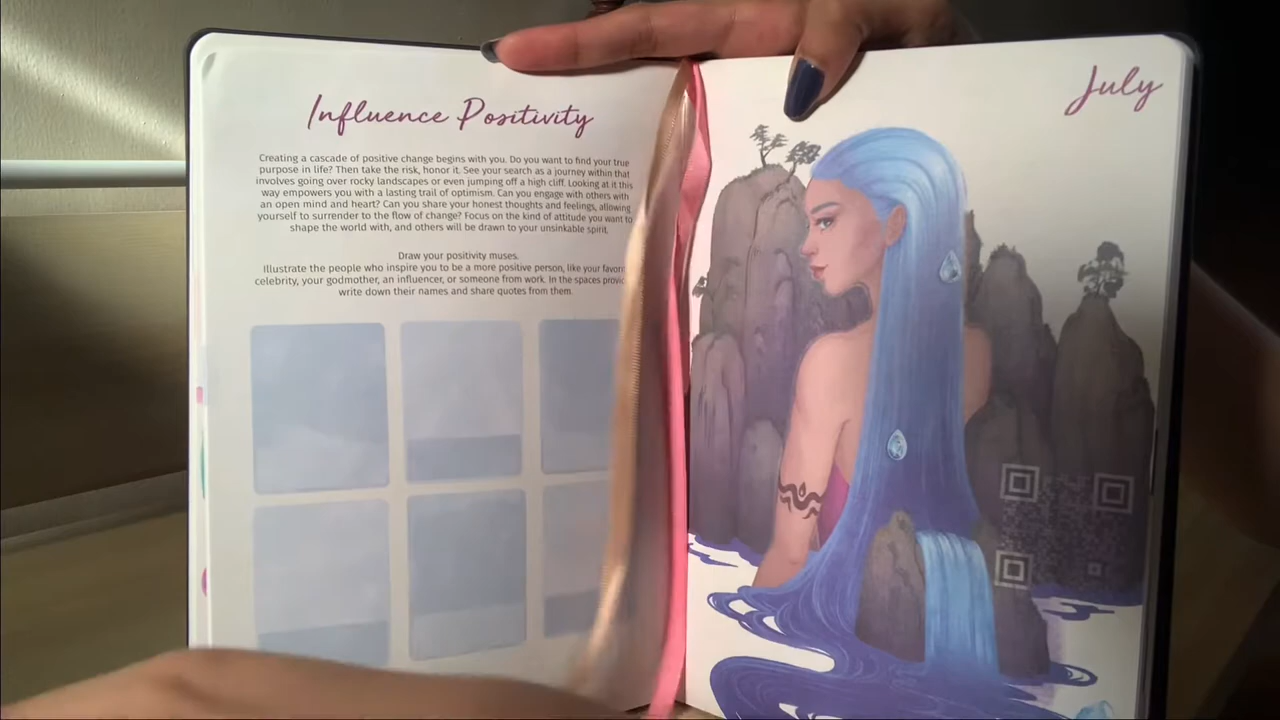 Influence Positivity
Creating a cascade of positive change begins with you. Do you want to find your true
purpose in life? Then take the risk, honor it. See your search as a journey within that
involves going over rocky landscapes or even jumping off a high cliff. Looking at it this
way empowers you with a lasting trail of optimism. Can you engage with others with
an open mind and heart? Can you share your honest thoughts and feelings, allowing
yourself to surrender to the flow of change? Focus on the kind of attitude you want to
shape the world with, and others will be drawn to your unsinkable spirit.
Draw your positivity muses.
Illustrate the people who inspire you to be a more positive person, like your
celebrity, your godmother, an influencer, or someone from work. In the spaces
write down their names and share quotes from them.
July